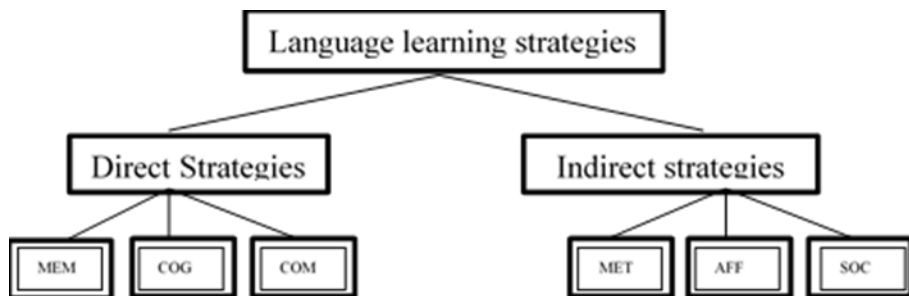 Language learning strategies
Direct Strategies
Indirect strategies
MEM
COG
COM
MET
AFF
SOC